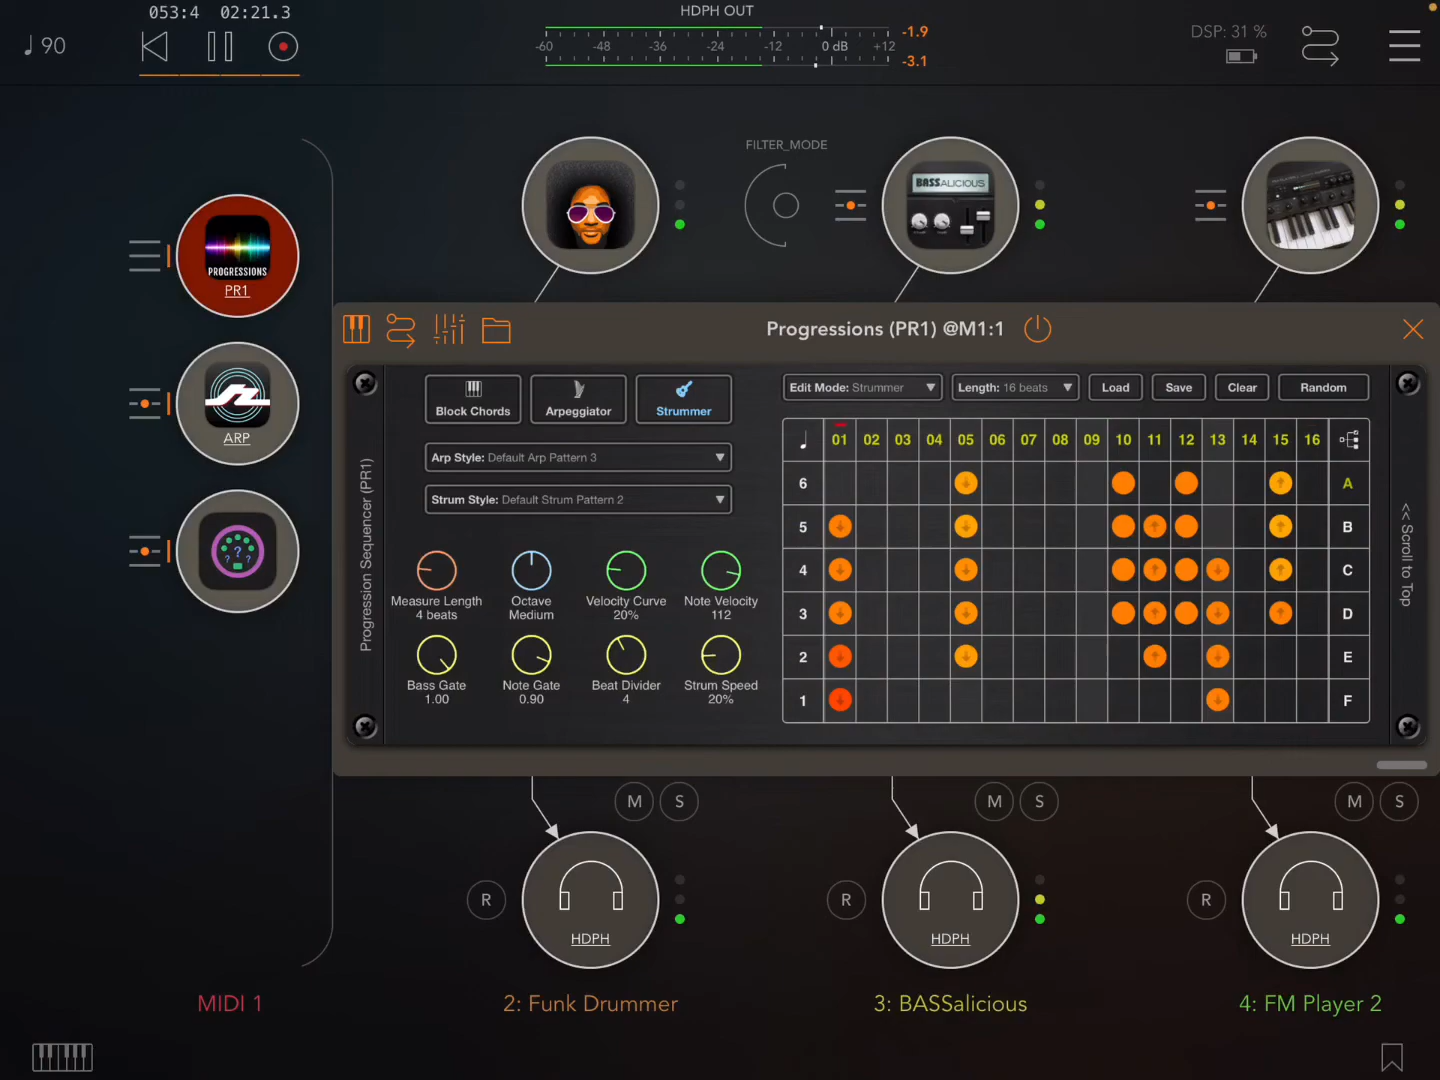 053:4 02:21.3
90
HDPH OUT
-60 -48 -36 -24 -12 0 dB +12
-1.9
-3.1
DSP: 31 %
FILTER_MODE
BASSALICIOUS
PROGRESSIONS
PR1
ARP
? ? ?
Progressions (PR1) @M1:1
Progression Sequencer (PR1)
Block Chords
Arpeggiator
Strummer
Arp Style: Default Arp Pattern 3
Strum Style: Default Strum Pattern 2
Measure Length
4 beats
Octave
Medium
Velocity Curve
20%
Note Velocity
112
Bass Gate
1.00
Note Gate
0.90
Beat Divider
4
Strum Speed
20%
Edit Mode: Strummer
Length: 16 beats
Load
Save
Clear
Random
01 02 03 04 05 06 07 08 09 10 11 12 13 14 15 16
6 A
5 B
4 C
3 D
2 E
1 F
<< Scroll to Top
M S
M S
M S
R
HDPH
R
HDPH
R
HDPH
MIDI 1
2: Funk Drummer
3: BASSalicious
4: FM Player 2